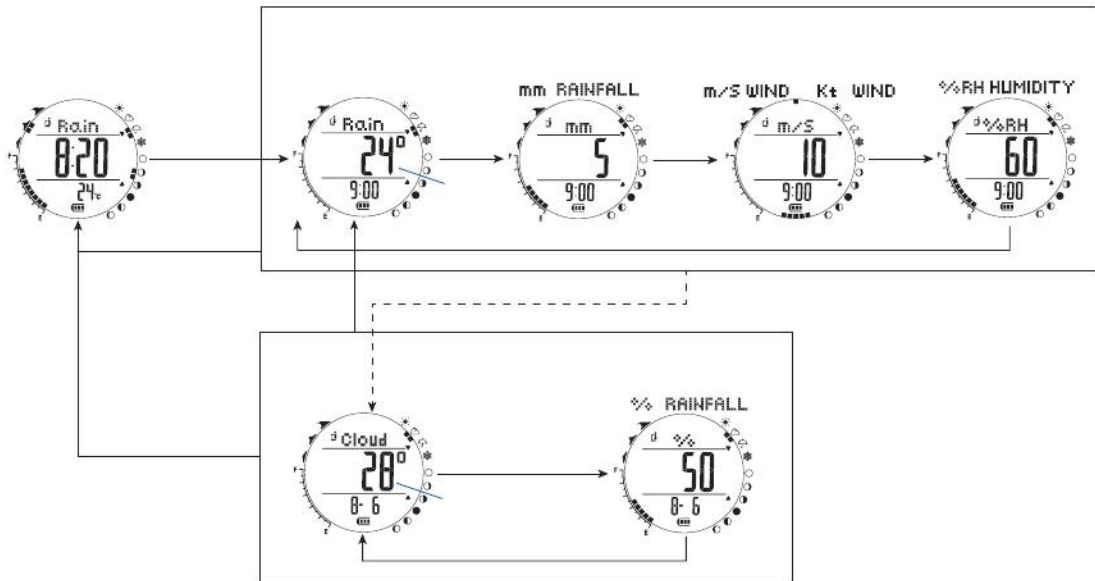 Rain
8:20
24°c
F
E
Rain
24°
9:00
F
E
mm RAINFALL
mm
5
9:00
F
E
m/S WIND Kt WIND
m/S
10
9:00
F
E
%RH HUMIDITY
%RH
60
9:00
F
E
Cloud
28°
8- 6
F
E
% RAINFALL
%
50
8- 6
F
E